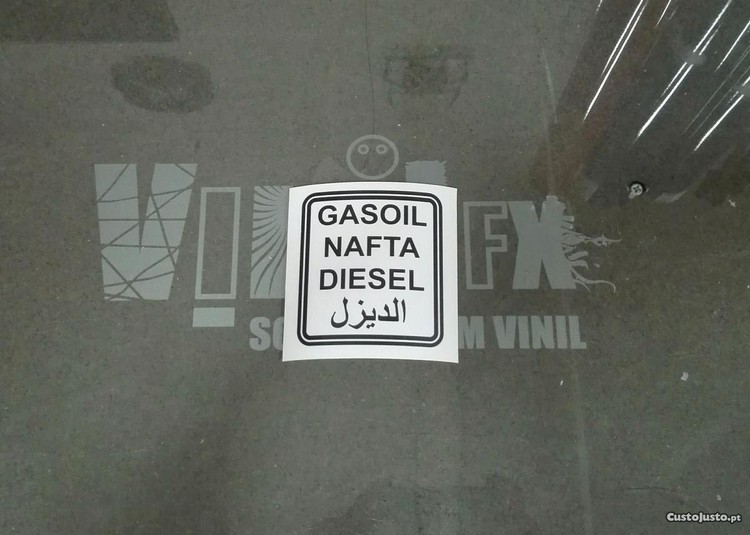 GASOIL
NAFTA
DIESEL
الديزل
FX
VINIL
CustoJusto.pt